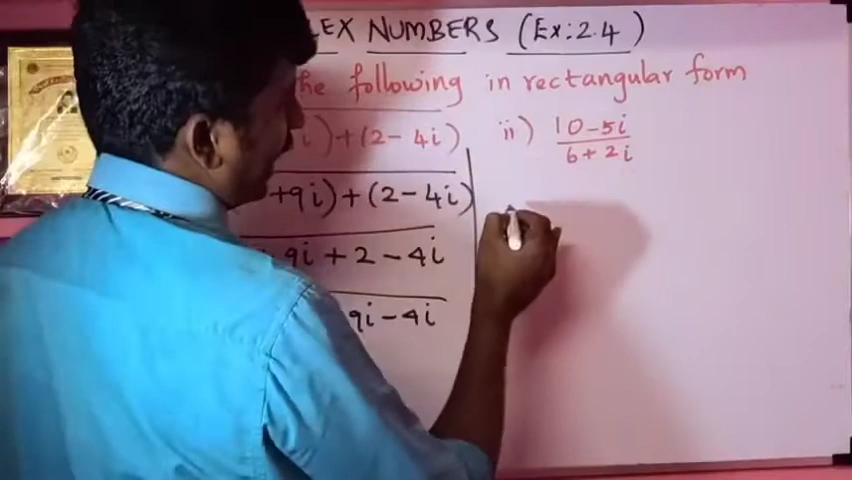 LEX NUMBERS (Ex:2.4)
the following in rectangular form
i)+(2-4i)
ii) 10-5i
6+2i
+9i)+(2-4i)
9i+2-4i
9i-4i